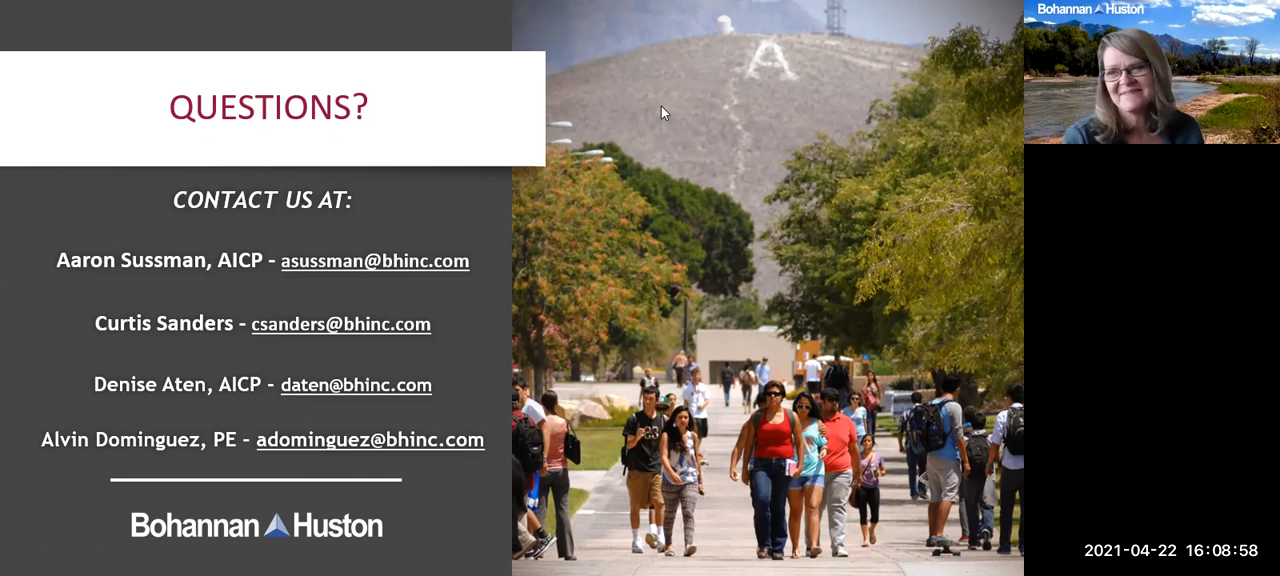 QUESTIONS?
CONTACT US AT:
Aaron Sussman, AICP - asussman@bhinc.com
Curtis Sanders - csanders@bhinc.com
Denise Aten, AICP - daten@bhinc.com
Alvin Dominguez, PE - adominguez@bhinc.com
Bohannan Huston
A
Bohannan Huston
2021-04-22 16:08:58